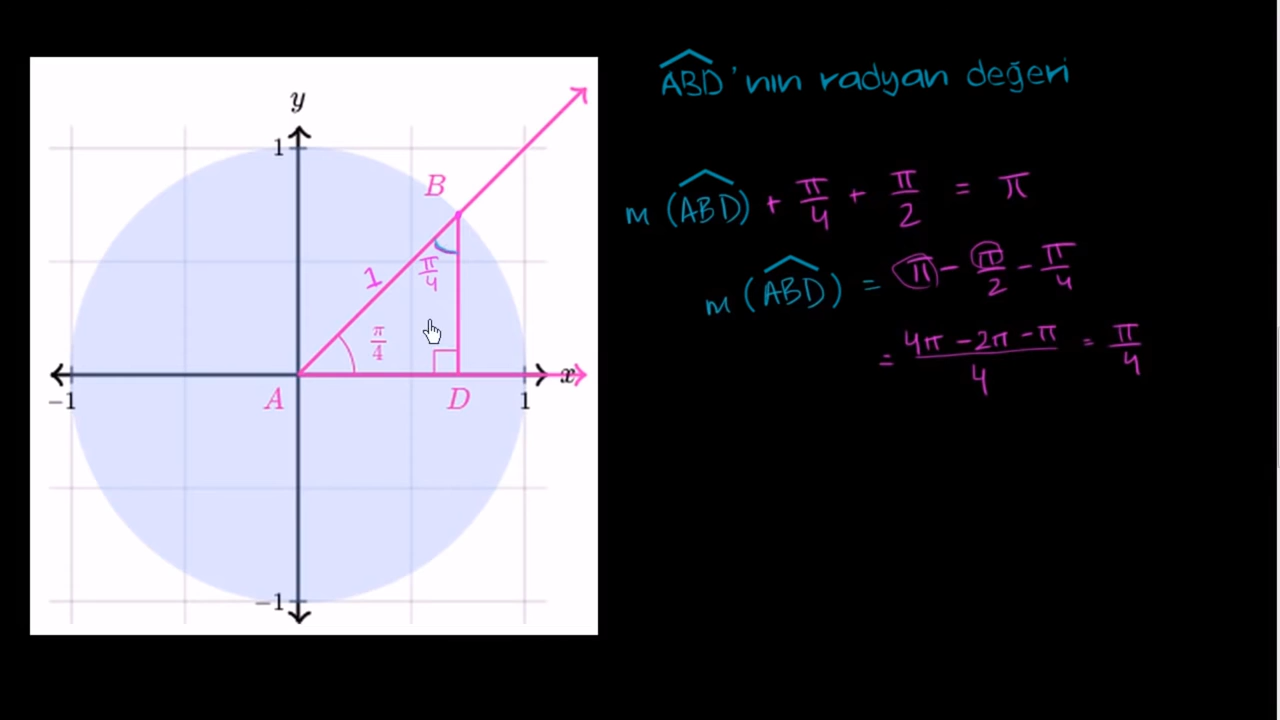 ABD'nın radyan değeri
y
1
B
m (ABD) + π/4 + π/2 = π
1
π/4
m (ABD) = π - π/2 - π/4
π/4
= (4π - 2π - π)/4 = π/4
-1
A
D
1
x
-1